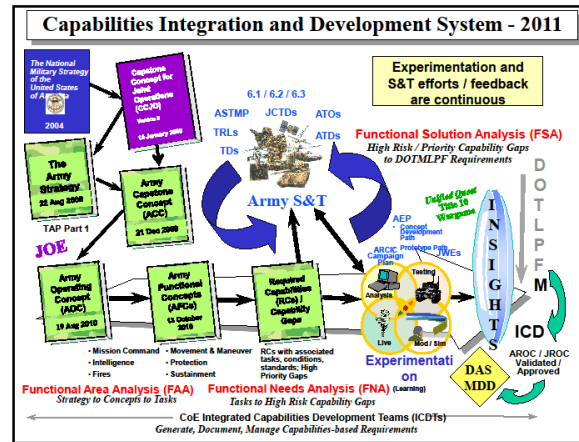 Capabilities Integration and Development System - 2011
The National
Military Strategy
of the
United States
of America
2004
Capstone
Concept for
Joint
Operations
(CCJO)
Version 3
15 January 2009
6.1 / 6.2 / 6.3
ASTMP
JCTDs
ATOs
TRLs
ATDs
TDs
Army S&T
Experimentation and
S&T efforts / feedback
are continuous
Functional Solution Analysis (FSA)
High Risk / Priority Capability Gaps
to DOTMLPF Requirements
The
Army
Strategy
22 Aug 2008
TAP Part 1
Army
Capstone
Concept
(ACC)
21 Dec 2009
JOE
Unified Quest
Title 10
Wargame
INSIGHTS
DOTLPF
M
AEP
• Concept
Development
Path
• Prototype Path
ARCIC
Campaign
Plan
JWEs
Army
Operating
Concept
(AOC)
19 Aug 2010
Army
Functional
Concepts
(AFCs)
13 October
2010
Required
Capabilities
(RCs) /
Capability
Gaps
Analysis
Testing
Live
Mod / Sim
Experimentati
on
(Learning)
ICD
AROC / JROC
Validated /
Approved
DAS
MDD
• Mission Command
• Intelligence
• Fires
• Movement & Maneuver
• Protection
• Sustainment
RCs with associated
tasks, conditions,
standards; High
Priority Gaps
Functional Area Analysis (FAA)
Strategy to Concepts to Tasks
Functional Needs Analysis (FNA)
Tasks to High Risk Capability Gaps
CoE Integrated Capabilities Development Teams (ICDTs)
Generate, Document, Manage Capabilities-based Requirements